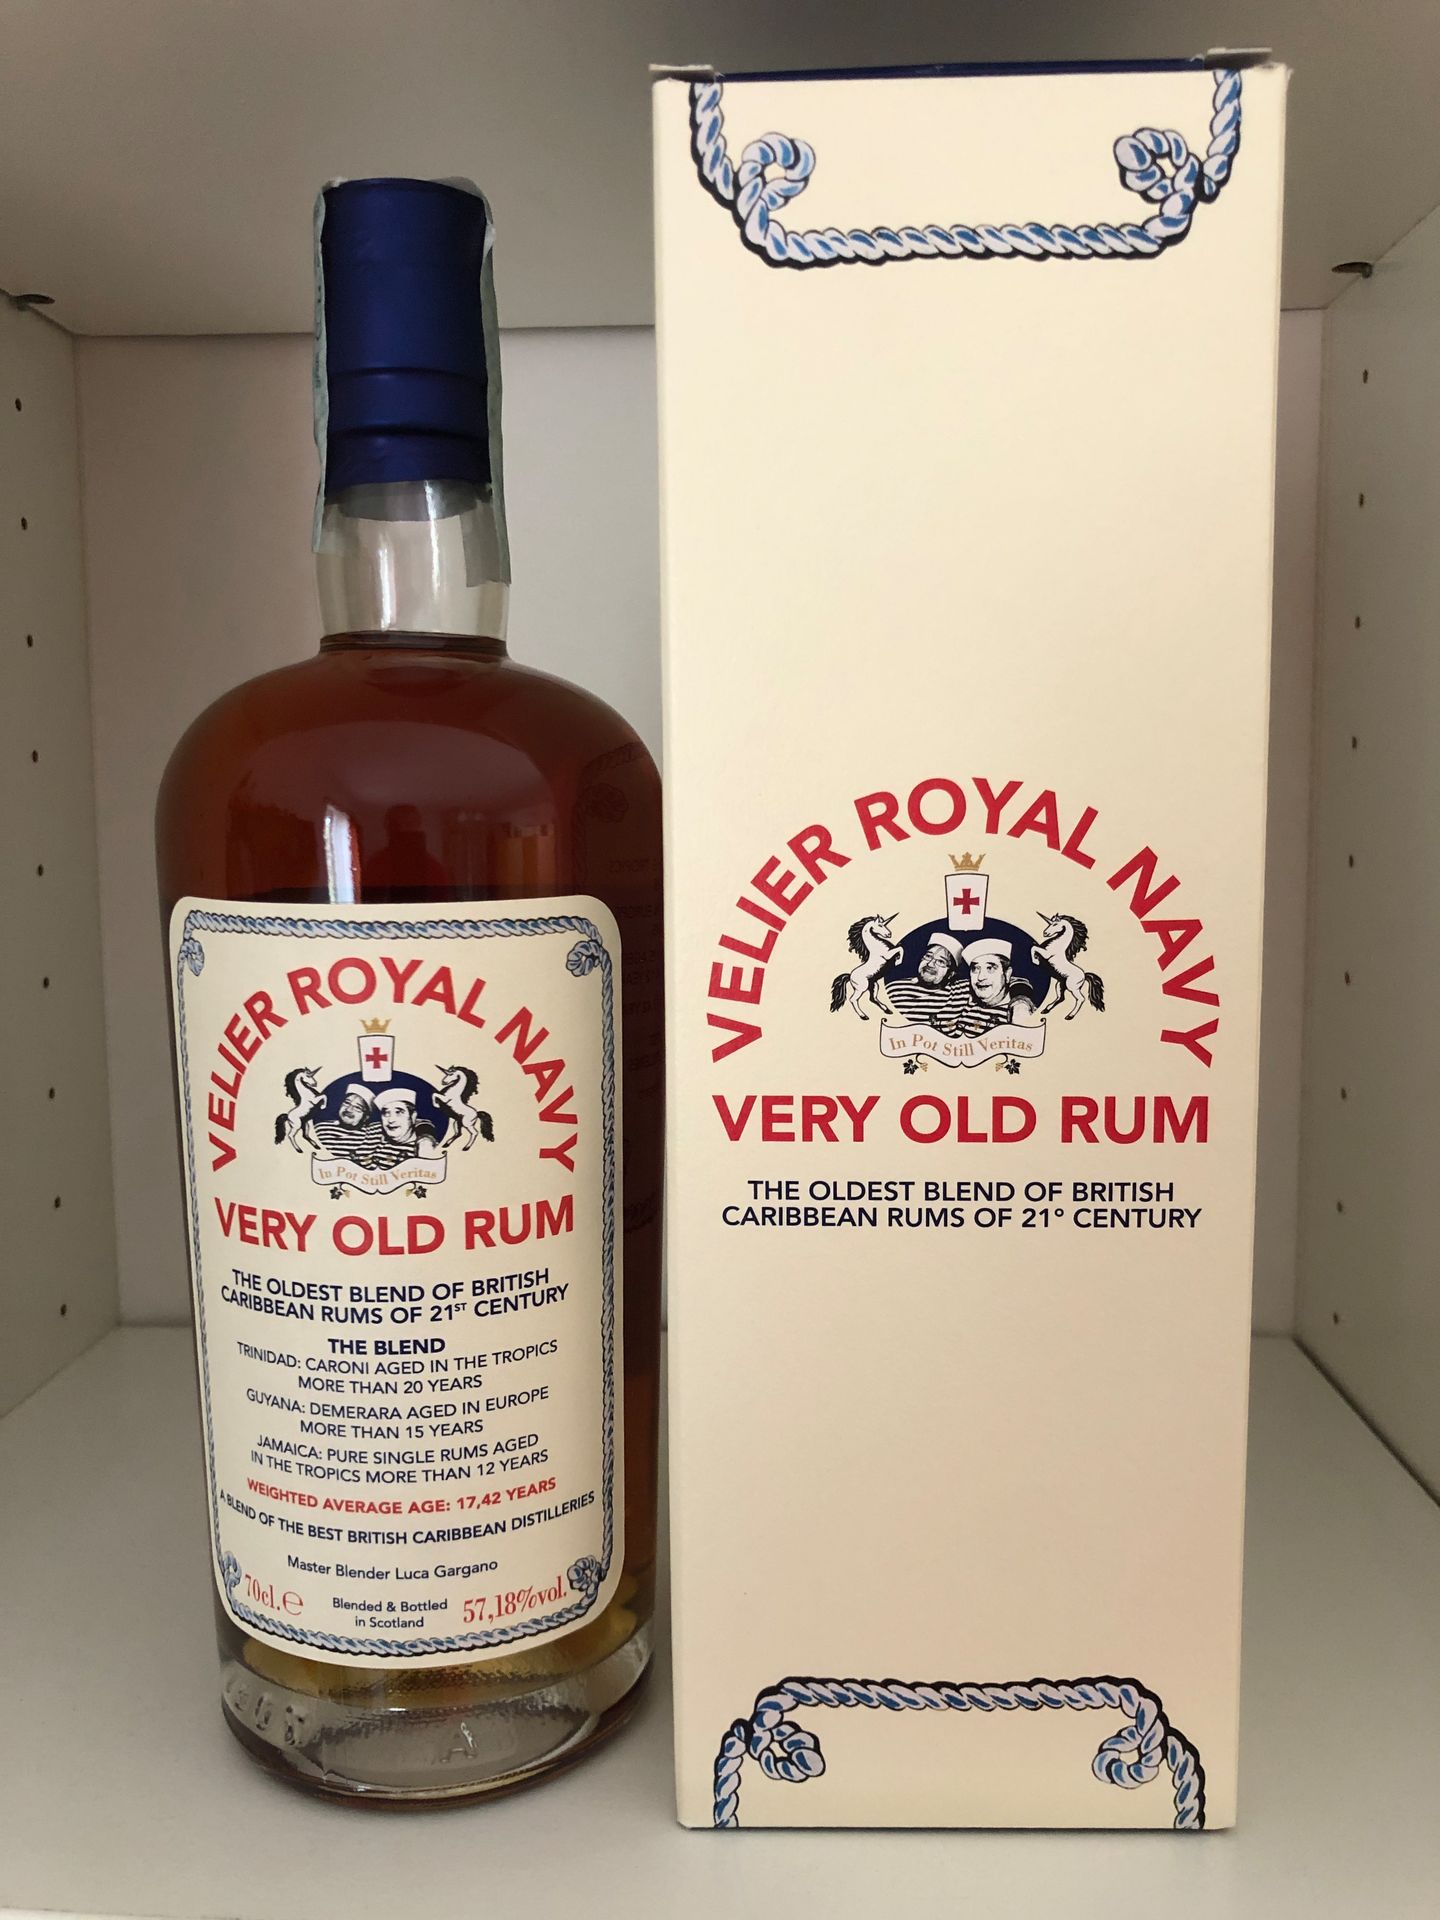 VELIER ROYAL NAVY
In Pot Still Veritas
VERY OLD RUM
THE OLDEST BLEND OF BRITISH
CARIBBEAN RUMS OF 21ST CENTURY
THE BLEND
TRINIDAD: CARONI AGED IN THE TROPICS
MORE THAN 20 YEARS
GUYANA: DEMERARA AGED IN EUROPE
MORE THAN 15 YEARS
JAMAICA: PURE SINGLE RUMS AGED
IN THE TROPICS MORE THAN 12 YEARS
WEIGHTED AVERAGE AGE: 17,42 YEARS
A BLEND OF THE BEST BRITISH CARIBBEAN DISTILLERIES
Master Blender Luca Gargano
70cl. ℮
Blended & Bottled
in Scotland
57,18%vol.
VELIER ROYAL NAVY
In Pot Still Veritas
VERY OLD RUM
THE OLDEST BLEND OF BRITISH
CARIBBEAN RUMS OF 21° CENTURY